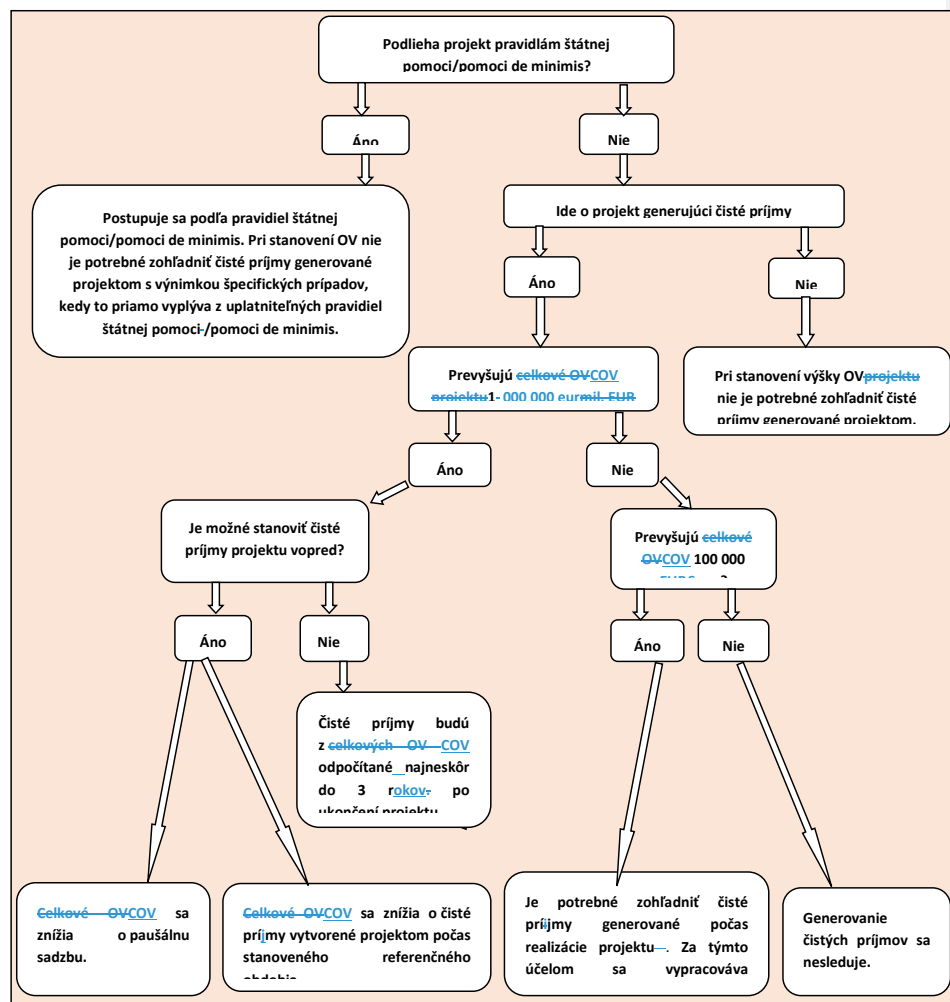 Podlieha projekt pravidlám štátnej
pomoci/pomoci de minimis?
Áno
Nie
Postupuje sa podľa pravidiel štátnej
pomoci/pomoci de minimis. Pri stanovení OV nie
je potrebné zohľadniť čisté príjmy generované
projektom s výnimkou špecifických prípadov,
kedy to priamo vyplýva z uplatniteľných pravidiel
štátnej pomoci-/pomoci de minimis.
Ide o projekt generujúci čisté príjmy
Áno
Nie
Prevyšujú celkové OVCOV
projektu1- 000 000 eurmil. EUR
Pri stanovení výšky OVprojektu
nie je potrebné zohľadniť čisté
príjmy generované projektom.
Áno
Nie
Je možné stanoviť čisté
príjmy projektu vopred?
Prevyšujú celkové
OVCOV 100 000
Áno
Nie
Áno
Nie
Čisté príjmy budú
z celkových OV COV
odpočítané najneskôr
do 3 rokov- po
ukončení projektu
Celkové OVCOV sa
znížia o paušálnu
sadzbu.
Celkové OVCOV sa znížia o čisté
príjmy vytvorené projektom počas
stanoveného referenčného
obdobia
Je potrebné zohľadniť čisté
príjmy generované počas
realizácie projektu . Za týmto
účelom sa vypracováva
Generovanie
čistých príjmov sa
nesleduje.